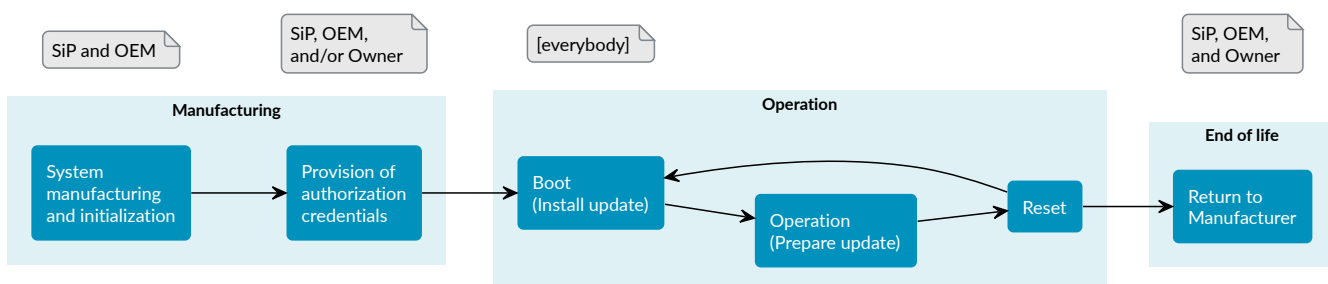 SiP and OEM
SiP, OEM,
and/or Owner
[everybody]
SiP, OEM,
and Owner
Manufacturing
System
manufacturing
and initialization
Provision of
authorization
credentials
Operation
Boot
(Install update)
Operation
(Prepare update)
Reset
End of life
Return to
Manufacturer